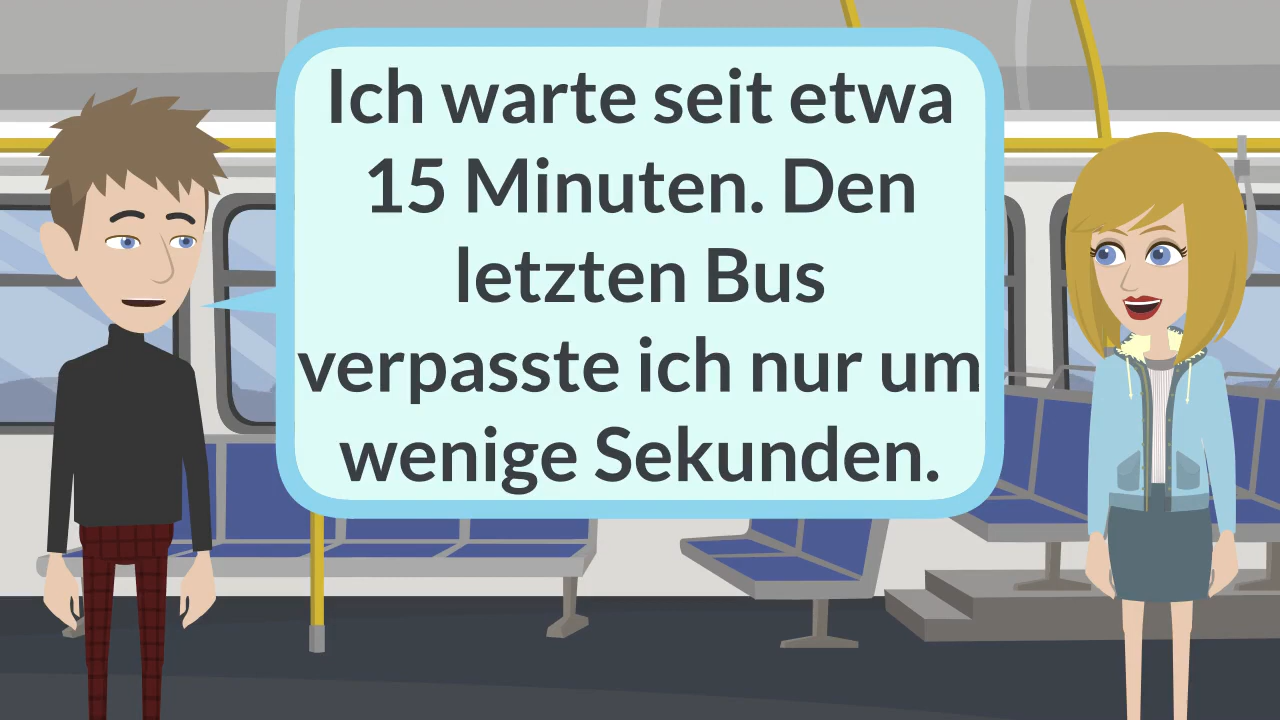 Ich warte seit etwa
15 Minuten. Den
letzten Bus
verpasste ich nur um
wenige Sekunden.